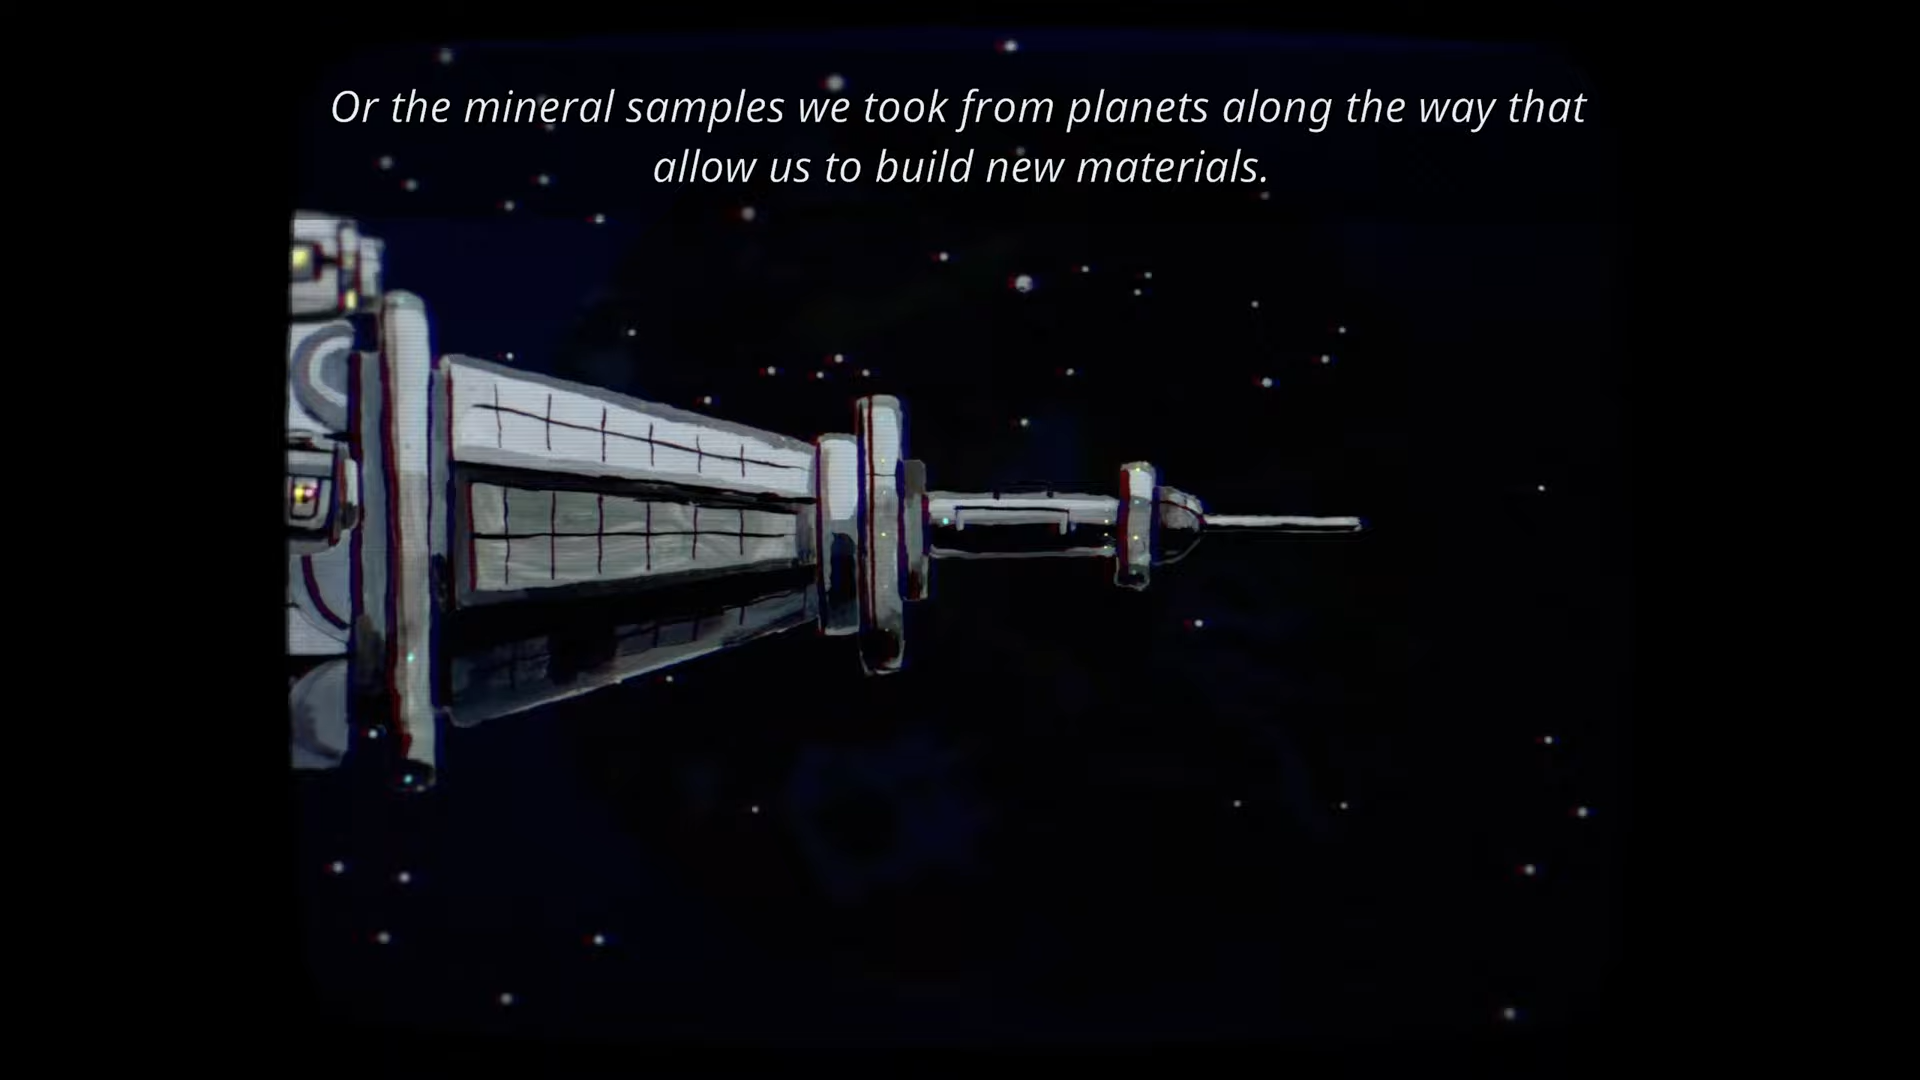 Or the mineral samples we took from planets along the way that
allow us to build new materials.